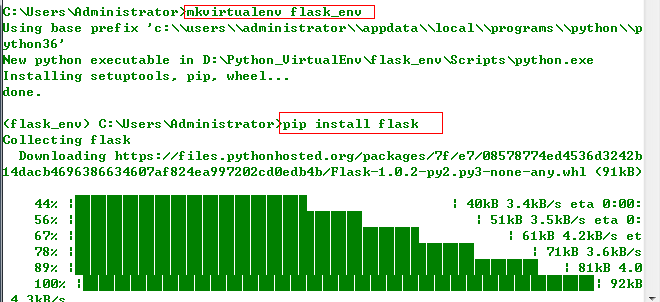 C:\Users\Administrator>mkvirtualenv flask_env
Using base prefix 'c:\\users\\administrator\\appdata\\local\\programs\\python\\p
ython36'
New python executable in D:\Python_VirtualEnv\flask_env\Scripts\python.exe
Installing setuptools, pip, wheel...
done.
(flask_env) C:\Users\Administrator>pip install flask
Collecting flask
Downloading https://files.pythonhosted.org/packages/7f/e7/08578774ed4536d3242b
14dacb4696386634607af824ea997202cd0edb4b/Flask-1.0.2-py2.py3-none-any.whl (91kB)
44% | | 40kB 3.4kB/s eta 0:00:
56% | | 51kB 3.5kB/s eta 0:
67% | | 61kB 4.2kB/s et
78% | | 71kB 3.6kB/s
89% | | 81kB 4.0
100% | | 92kB
4.3kB/s